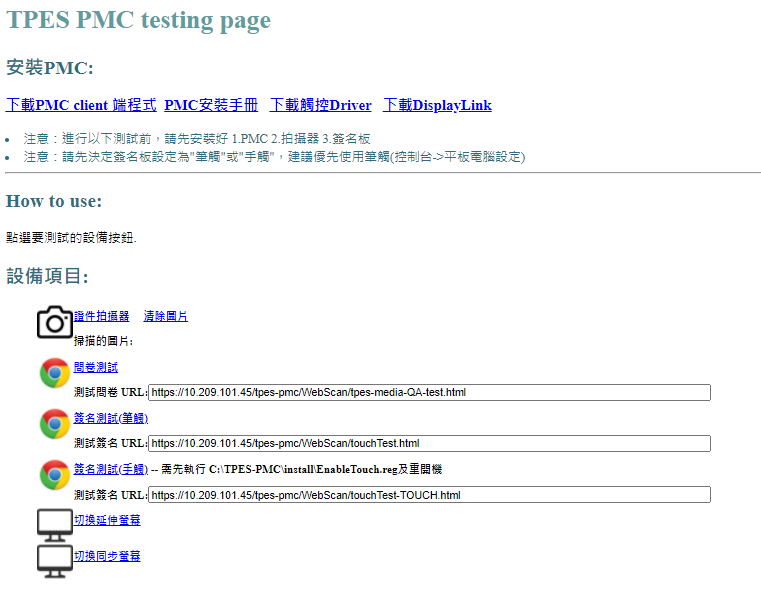 TPES PMC testing page
安裝PMC:
下載PMC client 端程式 PMC安裝手冊 下載觸控Driver 下載DisplayLink
注意：進行以下測試前，請先安裝好 1.PMC 2.拍攝器 3.簽名板
注意：請先決定簽名板設定為"筆觸"或"手觸"，建議優先使用筆觸(控制台->平板電腦設定)
How to use:
點選要測試的設備按鈕.
設備項目:
證件拍攝器 清除圖片
掃描的圖片:
問卷測試
測試問卷 URL: https://10.209.101.45/tpes-pmc/WebScan/tpes-media-QA-test.html
簽名測試(筆觸)
測試簽名 URL: https://10.209.101.45/tpes-pmc/WebScan/touchTest.html
簽名測試(手觸) -- 需先執行 C:\TPES-PMC\install\EnableTouch.reg及重開機
測試簽名 URL: https://10.209.101.45/tpes-pmc/WebScan/touchTest-TOUCH.html
切換延伸螢幕
切換同步螢幕